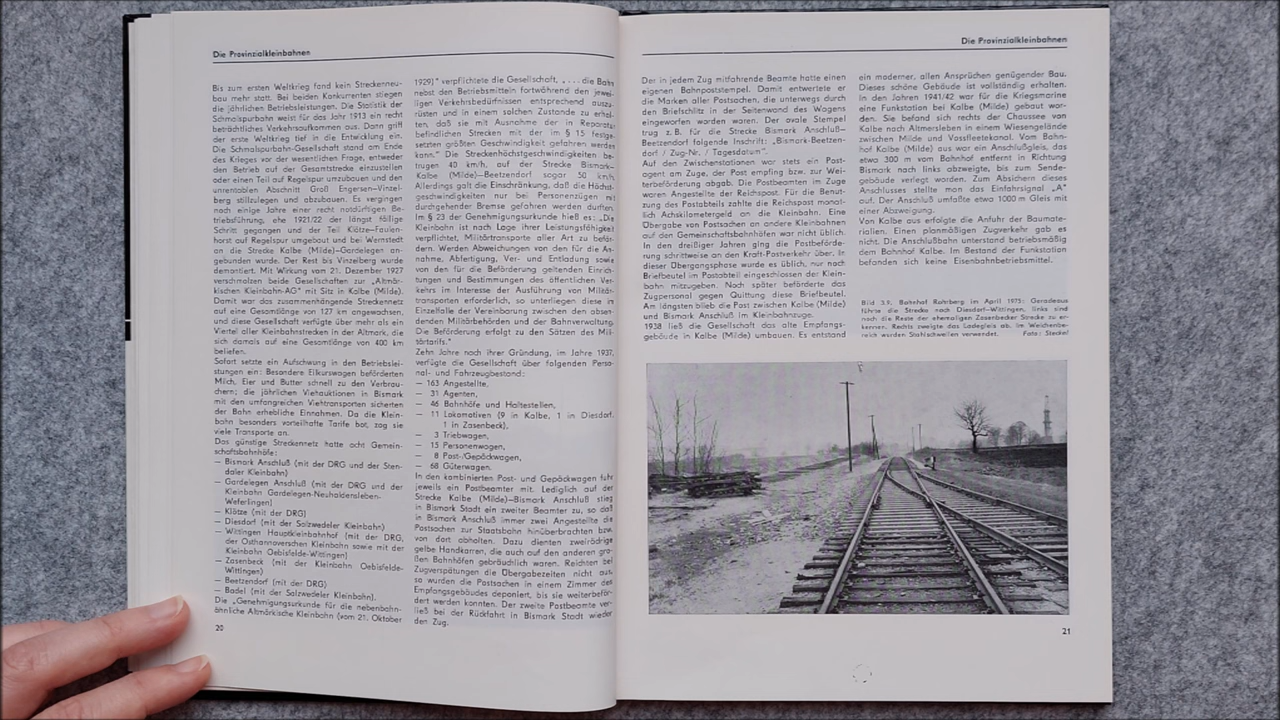 Die Provinzialkleinbahnen
Bis zum ersten Weltkrieg fand kein Streckenneu-
bau mehr statt. Bei beiden Konkurrenten stiegen
die jährlichen Betriebsleistungen. Die Statistik der
Schmalspurbahn weist für das Jahr 1913 ein recht
beträchtliches Verkehrsaufkommen aus. Dann griff
der erste Weltkrieg tief in die Entwicklung ein.
Die Schmalspurbahn-Gesellschaft stand am Ende
des Krieges vor der wesentlichen Frage, entweder
den Betrieb auf der Gesamtstrecke einzustellen
oder einen Teil auf Regelspur umzubauen und den
unrentablen Abschnitt Groß Engersen–Vinzel-
berg stillzulegen und abzubauen. Es vergingen
noch einige Jahre einer recht notdürftigen Be-
triebsführung, ehe 1921/22 der längst fällige
Schritt gegangen und der Teil Klötze–Faulen-
horst auf Regelspur umgebaut und bei Wernstedt
an die Strecke Kalbe (Milde)–Gardelegen an-
gebunden wurde. Der Rest bis Vinzelberg wurde
demontiert. Mit Wirkung vom 21. Dezember 1927
verschmolzen beide Gesellschaften zur „Altmär-
kischen Kleinbahn-AG" mit Sitz in Kalbe (Milde).
Damit war das zusammenhängende Streckennetz
auf eine Gesamtlänge von 127 km angewachsen,
und diese Gesellschaft verfügte über mehr als ein
Viertel aller Kleinbahnstrecken in der Altmark, die
sich damals auf eine Gesamtlänge von 400 km
beliefen.
Sofort setzte ein Aufschwung in den Betriebslei-
stungen ein: Besondere Eilkurswagen beförderten
Milch, Eier und Butter schnell zu den Verbrau-
chern; die jährlichen Viehauktionen in Bismark
mit den umfangreichen Viehtransporten sicherten
der Bahn erhebliche Einnahmen. Da die Klein-
bahn besonders vorteilhafte Tarife bot, zog sie
viele Transporte an.
Das günstige Streckennetz hatte acht Gemein-
schaftsbahnhöfe:
— Bismark Anschluß (mit der DRG und der Sten-
daler Kleinbahn)
— Gardelegen Anschluß (mit der DRG und der
Kleinbahn Gardelegen-Neuhaldensleben-
Weferlingen)
— Klötze (mit der DRG)
— Diesdorf (mit der Salzwedeler Kleinbahn)
— Wittingen Hauptkleinbahnhof (mit der DRG,
der Osthannoverschen Kleinbahn sowie mit der
Kleinbahn Oebisfelde-Wittingen)
— Zasenbeck (mit der Kleinbahn Oebisfelde-
Wittingen)
— Beetzendorf (mit der DRG)
— Badel (mit der Salzwedeler Kleinbahn).
Die „Genehmigungsurkunde für die nebenbahn-
ähnliche Altmärkische Kleinbahn (vom 21. Oktober
20
1929)" verpflichtete die Gesellschaft, „ . . . die Bahn
nebst den Betriebsmitteln fortwährend den jewei-
ligen Verkehrsbedürfnissen entsprechend auszu-
rüsten und in einem solchen Zustande zu erhal-
ten, daß sie mit Ausnahme der in Reparatur
befindlichen Strecken mit der im § 15 festge-
setzten größten Geschwindigkeit gefahren werden
kann." Die Streckenhöchstgeschwindigkeiten be-
trugen 40 km/h, auf der Strecke Bismark–
Kalbe (Milde)–Beetzendorf sogar 50 km/h.
Allerdings galt die Einschränkung, daß die Höchst-
geschwindigkeiten nur bei Personenzügen mit
durchgehender Bremse gefahren werden durften.
Im § 23 der Genehmigungsurkunde hieß es: „Die
Kleinbahn ist nach Lage ihrer Leistungsfähigkeit
verpflichtet, Militärtransporte aller Art zu beför-
dern. Werden Abweichungen von den für die An-
nahme, Abfertigung, Ver- und Entladung sowie
von den für die Beförderung geltenden Einrich-
tungen und Bestimmungen des öffentlichen Ver-
kehrs im Interesse der Ausführung von Militär-
transporten erforderlich, so unterliegen diese im
Einzelfalle der Vereinbarung zwischen den absen-
denden Militärbehörden und der Bahnverwaltung.
Die Beförderung erfolgt zu den Sätzen des Mili-
tärtarifs."
Zehn Jahre nach ihrer Gründung, im Jahre 1937,
verfügte die Gesellschaft über folgenden Perso-
nal- und Fahrzeugbestand:
— 163 Angestellte,
— 31 Agenten,
— 46 Bahnhöfe und Haltestellen,
— 11 Lokomotiven (9 in Kalbe, 1 in Diesdorf,
1 in Zasenbeck),
— 3 Triebwagen,
— 15 Personenwagen,
— 8 Post-/Gepäckwagen,
— 68 Güterwagen.
In den kombinierten Post- und Gepäckwagen fuhr
jeweils ein Postbeamter mit. Lediglich auf der
Strecke Kalbe (Milde)–Bismark Anschluß stieg
in Bismark Stadt ein zweiter Beamter zu, so daß
in Bismark Anschluß immer zwei Angestellte die
Postsachen zur Staatsbahn hinüberbrachten bzw.
von dort abholten. Dazu dienten zweirädrige
gelbe Handkarren, die auch auf den anderen gro-
ßen Bahnhöfen gebräuchlich waren. Reichten bei
Zugverspätungen die Übergabezeiten nicht aus,
so wurden die Postsachen in einem Zimmer des
Empfangsgebäudes deponiert, bis sie weiterbeför-
dert werden konnten. Der zweite Postbeamte ver-
ließ bei der Rückfahrt in Bismark Stadt wieder
den Zug.
Die Provinzialkleinbahnen
Der in jedem Zug mitfahrende Beamte hatte einen
eigenen Bahnpoststempel. Damit entwertete er
die Marken aller Postsachen, die unterwegs durch
den Briefschlitz in der Seitenwand des Wagens
eingeworfen worden waren. Der ovale Stempel
trug z. B. für die Strecke Bismark Anschluß–
Beetzendorf folgende Inschrift: „Bismark-Beetzen-
dorf / Zug-Nr. / Tagesdatum".
Auf den Zwischenstationen war stets ein Post-
agent am Zuge, der Post empfing bzw. zur Wei-
terbeförderung abgab. Die Postbeamten im Zuge
waren Angestellte der Reichspost. Für die Benut-
zung des Postabteils zahlte die Reichspost monat-
lich Achskilometergeld an die Kleinbahn. Eine
Übergabe von Postsachen an andere Kleinbahnen
auf den Gemeinschaftsbahnhöfen war nicht üblich.
In den dreißiger Jahren ging die Postbeförde-
rung schrittweise an den Kraft-Postverkehr über. In
dieser Übergangsphase wurde es üblich, nur noch
Briefbeutel im Postabteil eingeschlossen der Klein-
bahn mitzugeben. Noch später beförderte das
Zugpersonal gegen Quittung diese Briefbeutel.
Am längsten blieb die Post zwischen Kalbe (Milde)
und Bismark Anschluß im Kleinbahnzuge.
1938 ließ die Gesellschaft das alte Empfangs-
gebäude in Kalbe (Milde) umbauen. Es entstand
ein moderner, allen Ansprüchen genügender Bau.
Dieses schöne Gebäude ist vollständig erhalten.
In den Jahren 1941/42 war für die Kriegsmarine
eine Funkstation bei Kalbe (Milde) gebaut wor-
den. Sie befand sich rechts der Chaussee von
Kalbe nach Altmersleben in einem Wiesengelände
zwischen Milde und Vossfleetekanal. Vom Bahn-
hof Kalbe (Milde) aus war ein Anschlußgleis, das
etwa 300 m vom Bahnhof entfernt in Richtung
Bismark nach links abzweigte, bis zum Sende-
gebäude verlegt worden. Zum Absichern dieses
Anschlusses stellte man das Einfahrsignal „A"
auf. Der Anschluß umfaßte etwa 1000 m Gleis mit
einer Abzweigung.
Von Kalbe aus erfolgte die Anfuhr der Baumate-
rialien. Einen planmäßigen Zugverkehr gab es
nicht. Die Anschlußbahn unterstand betriebsmäßig
dem Bahnhof Kalbe. Im Bestand der Funkstation
befanden sich keine Eisenbahnbetriebsmittel.
Bild 3.9. Bahnhof Rohrberg im April 1975: Geradeaus
führte die Strecke nach Diesdorf–Wittingen, links sind
noch die Reste der ehemaligen Zasenbecker Strecke zu er-
kennen. Rechts zweigte das Ladegleis ab. Im Weichenbe-
reich wurden Stahlschwellen verwendet. Foto: Steckel
21